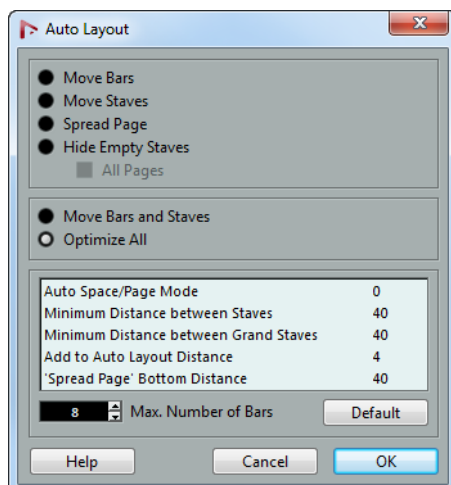 Auto Layout
Move Bars
Move Staves
Spread Page
Hide Empty Staves
All Pages
Move Bars and Staves
Optimize All
Auto Space/Page Mode 0
Minimum Distance between Staves 40
Minimum Distance between Grand Staves 40
Add to Auto Layout Distance 4
'Spread Page' Bottom Distance 40
8 Max. Number of Bars Default
Help Cancel OK